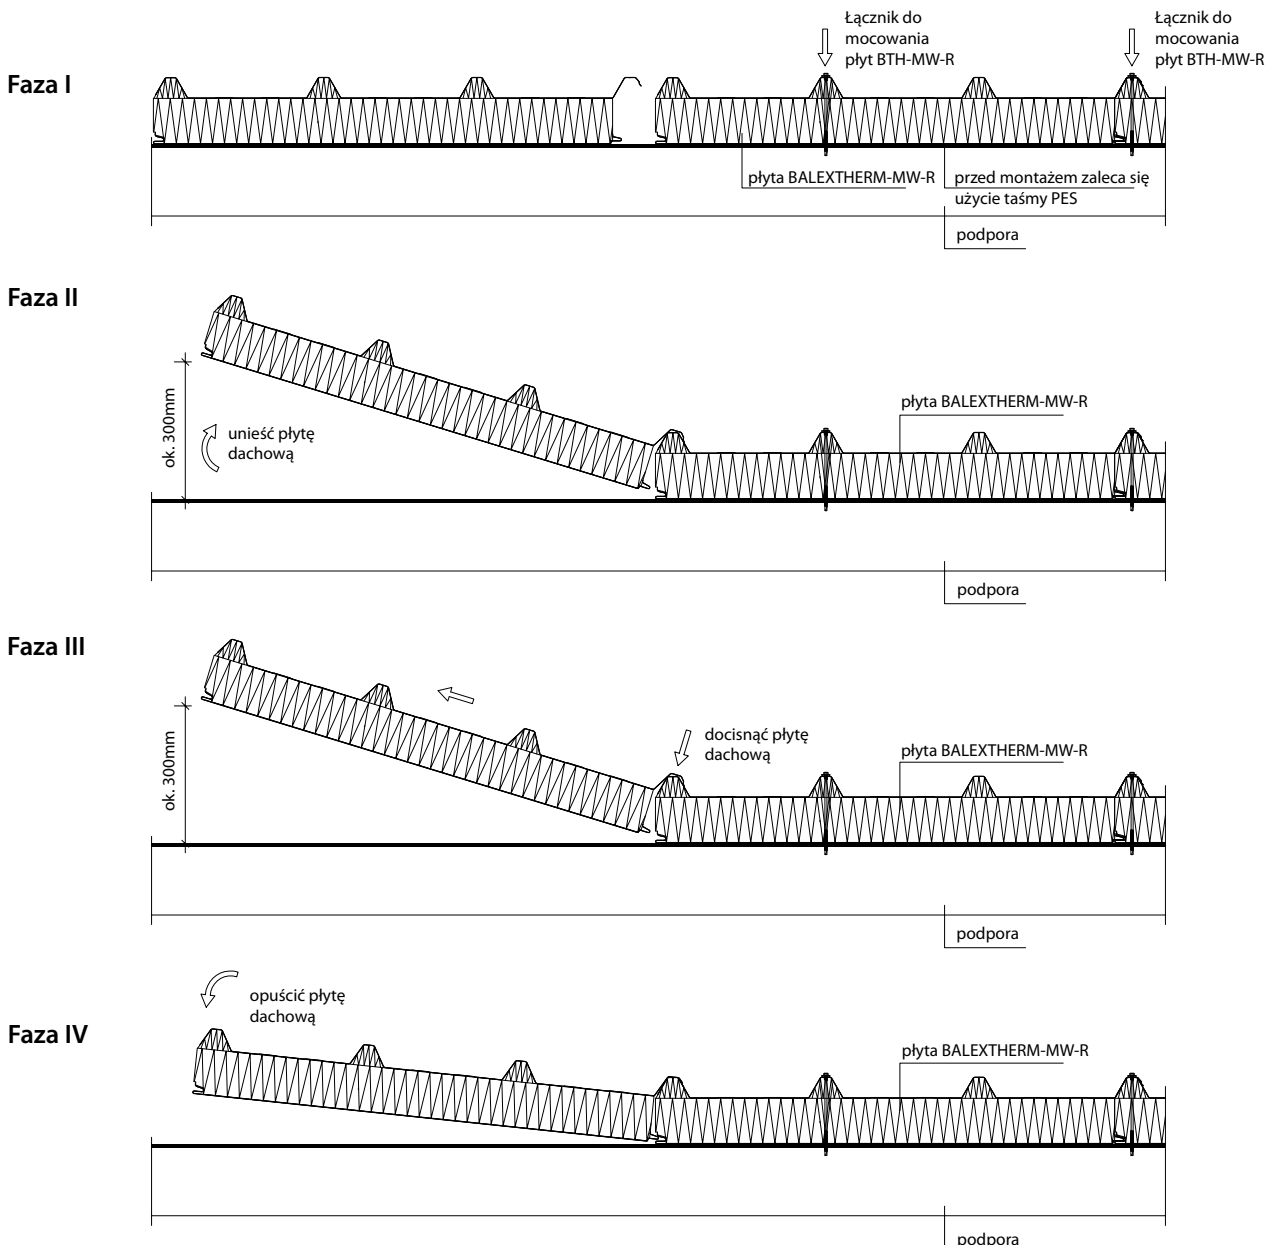 Łącznik do
mocowania
płyt BTH-MW-R
Łącznik do
mocowania
płyt BTH-MW-R
Faza I
płyta BALEXTHERM-MW-R
przed montażem zaleca się
użycie taśmy PES
podpora
Faza II
ok. 300mm
unieść płytę
dachową
płyta BALEXTHERM-MW-R
podpora
Faza III
ok. 300mm
docisnąć płytę
dachową
płyta BALEXTHERM-MW-R
podpora
opuścić płytę
dachową
Faza IV
płyta BALEXTHERM-MW-R
podpora